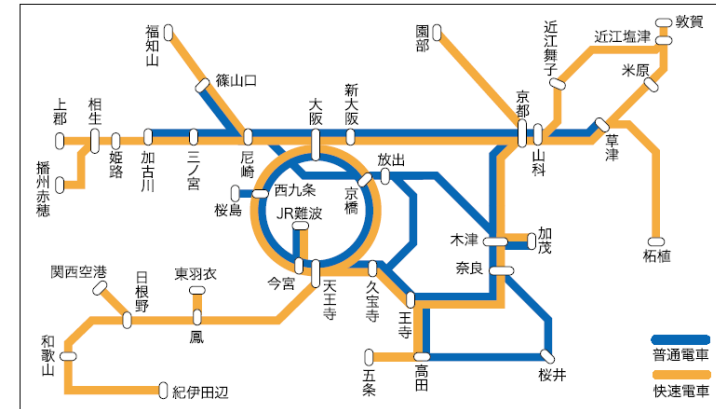 敦賀
福知山
園部
近江舞子
近江塩津
米原
篠山口
大阪
新大阪
京都
上郡
相生
姫路
加古川
三ノ宮
尼崎
山科
草津
放出
播州赤穂
桜島
西九条
京橋
JR難波
木津
加茂
柘植
奈良
関西空港
日根野
東羽衣
今宮
天王寺
久宝寺
王寺
鳳
和歌山
紀伊田辺
五条
高田
桜井
普通電車
快速電車